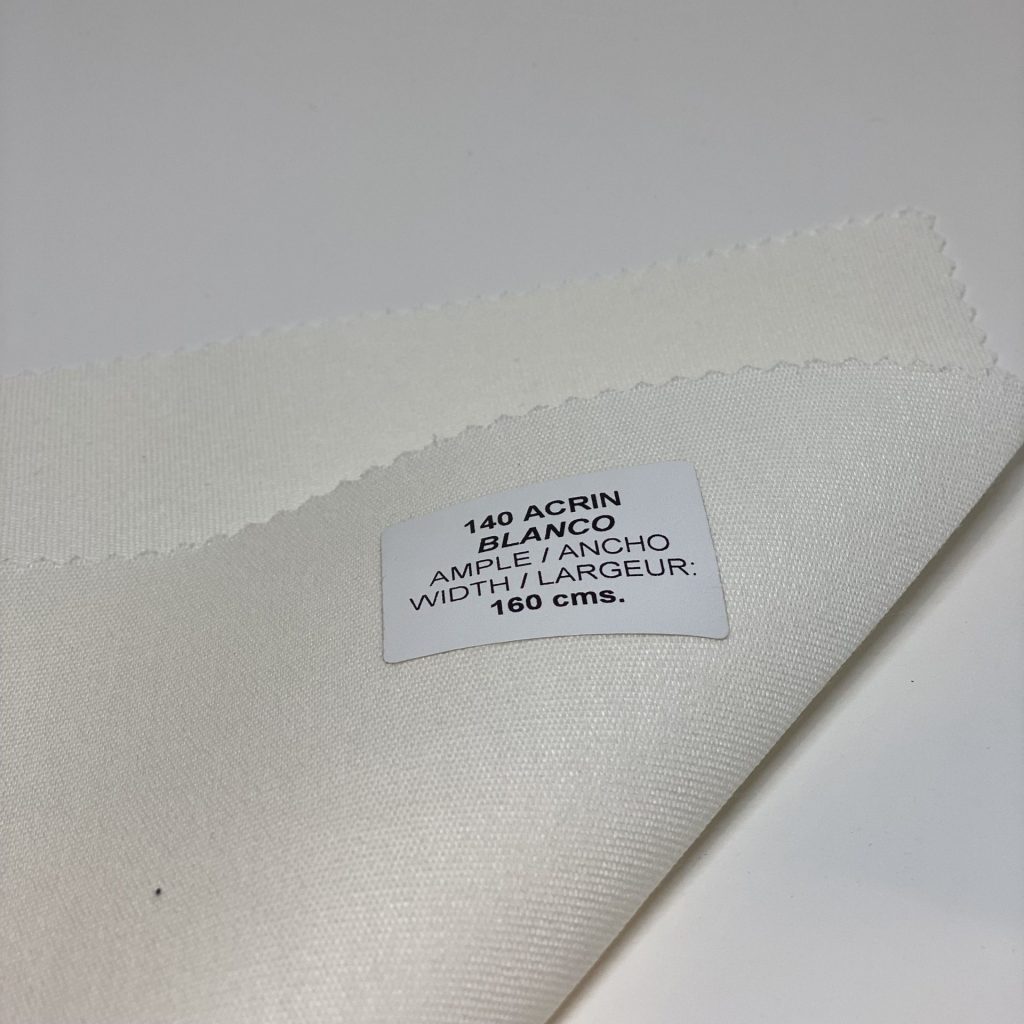 140 ACRIN
BLANCO
AMPLE / ANCHO
WIDTH / LARGEUR:
160 cms.